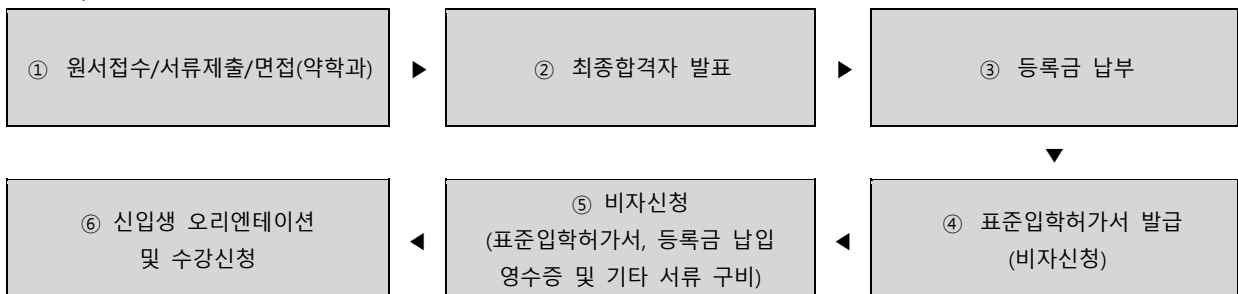 ① 원서접수/서류제출/면접(약학과) ▶ ② 최종합격자 발표 ▶ ③ 등록금 납부
▼
④ 표준입학허가서 발급
(비자신청)
◀
⑤ 비자신청
(표준입학허가서, 등록금 납입
영수증 및 기타 서류 구비)
◀
⑥ 신입생 오리엔테이션
및 수강신청